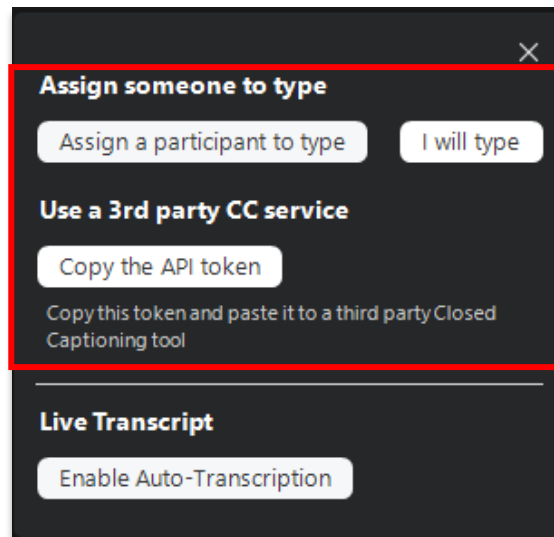 Assign someone to type
Assign a participant to type I will type
Use a 3rd party CC service
Copy the API token
Copy this token and paste it to a third party Closed
Captioning tool
Live Transcript
Enable Auto-Transcription